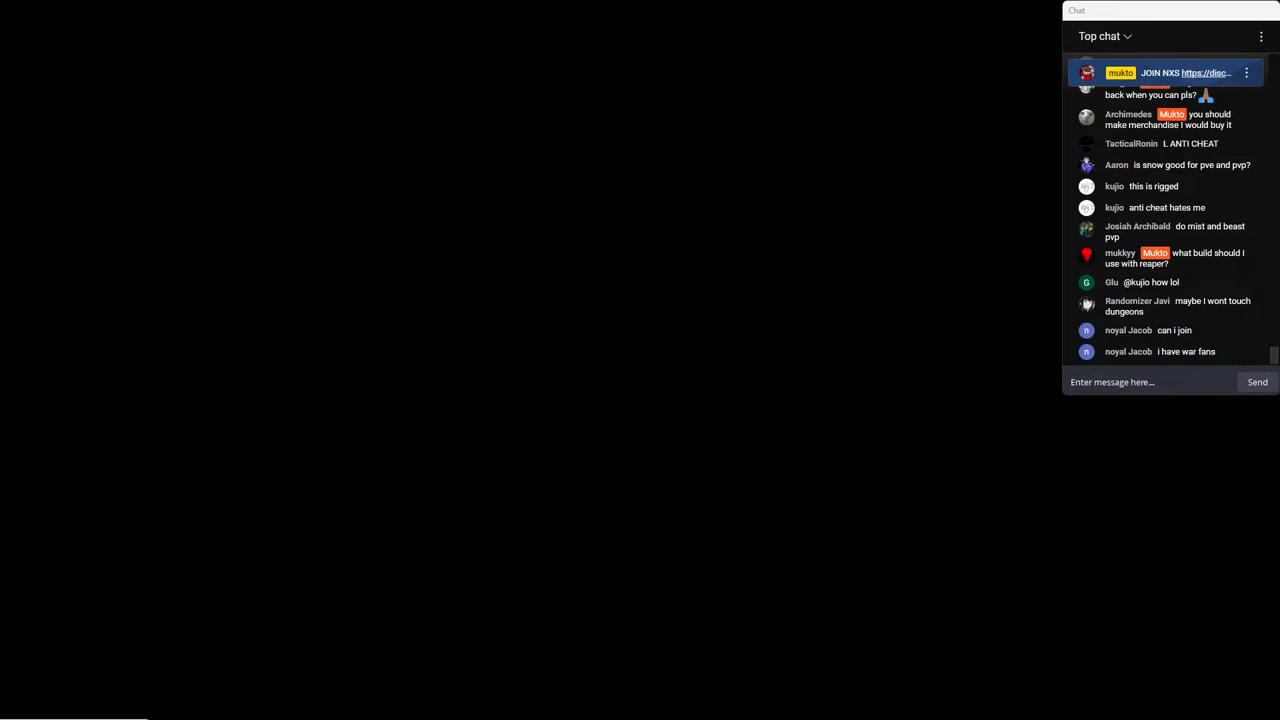 Chat
Top chat
mukto JOIN NXS https://disc...
back when you can pls?
Archimedes Mukto you should
make merchandise I would buy it
TacticalRonin L ANTI CHEAT
Aaron is snow good for pve and pvp?
kujio this is rigged
kujio anti cheat hates me
Josiah Archibald do mist and beast
pvp
mukkyy Mukto what build should I
use with reaper?
G Glu @kujio how lol
Randomizer Javi maybe I wont touch
dungeons
n noyal Jacob can i join
n noyal Jacob i have war fans
Enter message here... Send